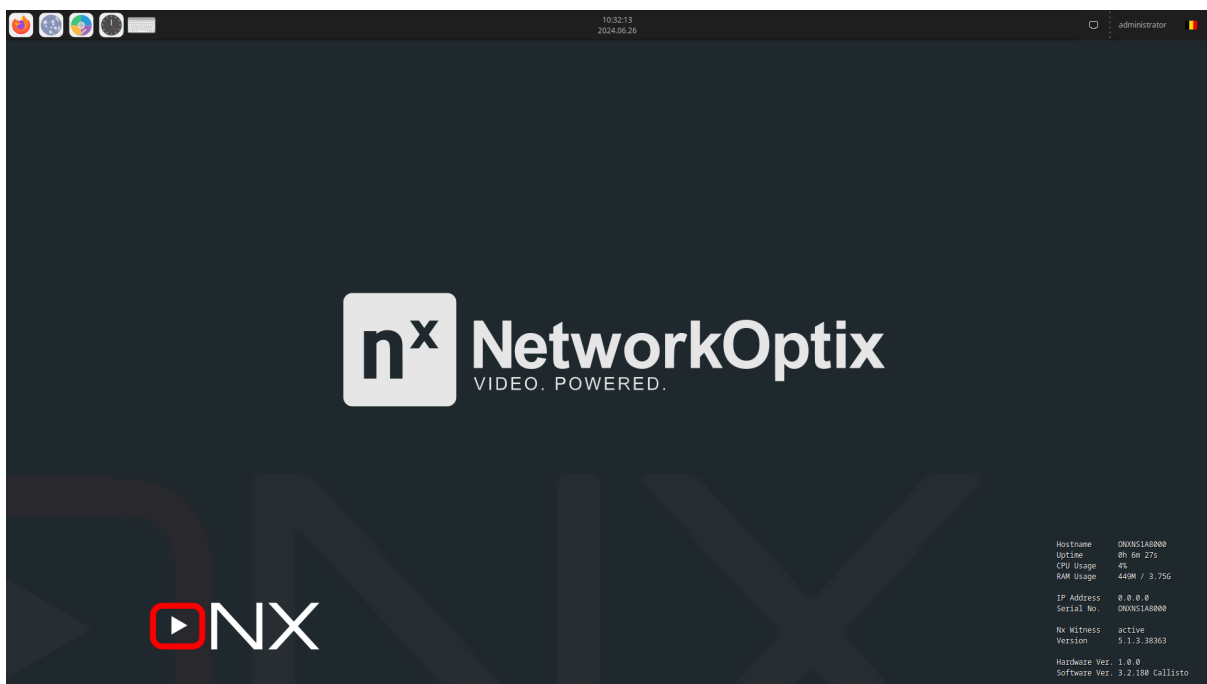 10:32:13
2024.06.26
administrator
nx NetworkOptix
VIDEO. POWERED.
Hostname ONXNS1A8000
Uptime 0h 6m 27s
CPU Usage 4%
RAM Usage 449M / 3.75G
IP Address 0.0.0.0
Serial No. ONXNS1A8000
Nx Witness active
Version 5.1.3.38363
Hardware Ver. 1.0.0
Software Ver. 3.2.180 Callisto
ONX